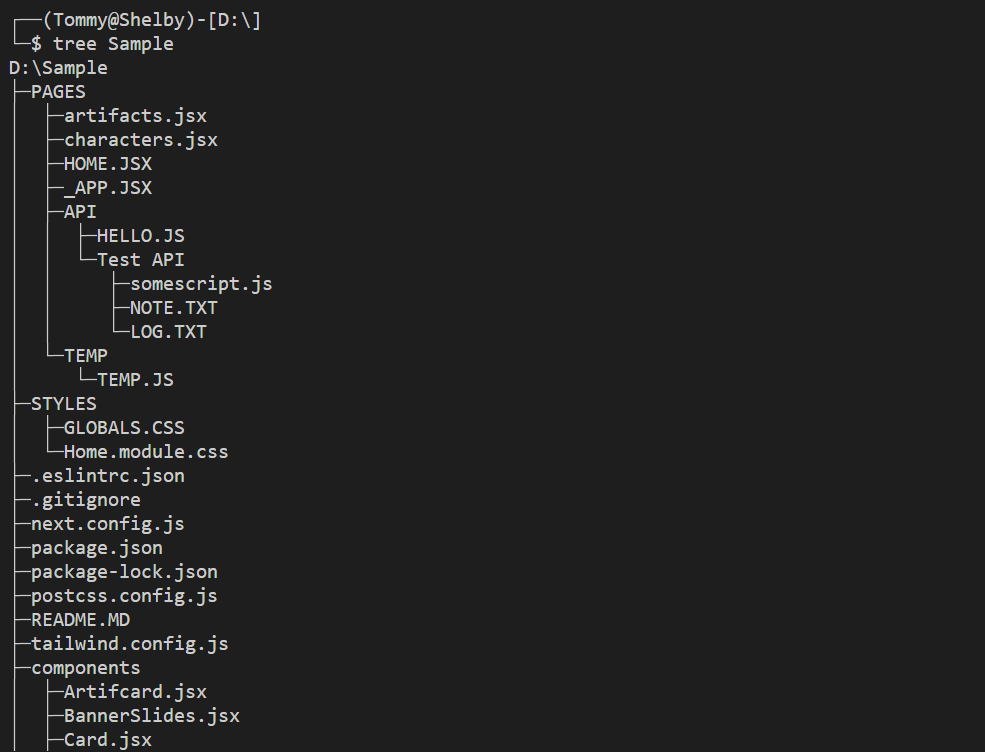 ┌──(Tommy@Shelby)-[D:\]
└─$ tree Sample
D:\Sample
├─PAGES
│  ├─artifacts.jsx
│  ├─characters.jsx
│  ├─HOME.JSX
│  ├─_APP.JSX
│  ├─API
│  │  ├─HELLO.JS
│  │  └─Test API
│  │     ├─somescript.js
│  │     ├─NOTE.TXT
│  │     └─LOG.TXT
│  └─TEMP
│     └─TEMP.JS
├─STYLES
│  ├─GLOBALS.CSS
│  └─Home.module.css
├─.eslintrc.json
├─.gitignore
├─next.config.js
├─package.json
├─package-lock.json
├─postcss.config.js
├─README.MD
├─tailwind.config.js
├─components
│  ├─Artifcard.jsx
│  ├─BannerSlides.jsx
│  ├─Card.jsx